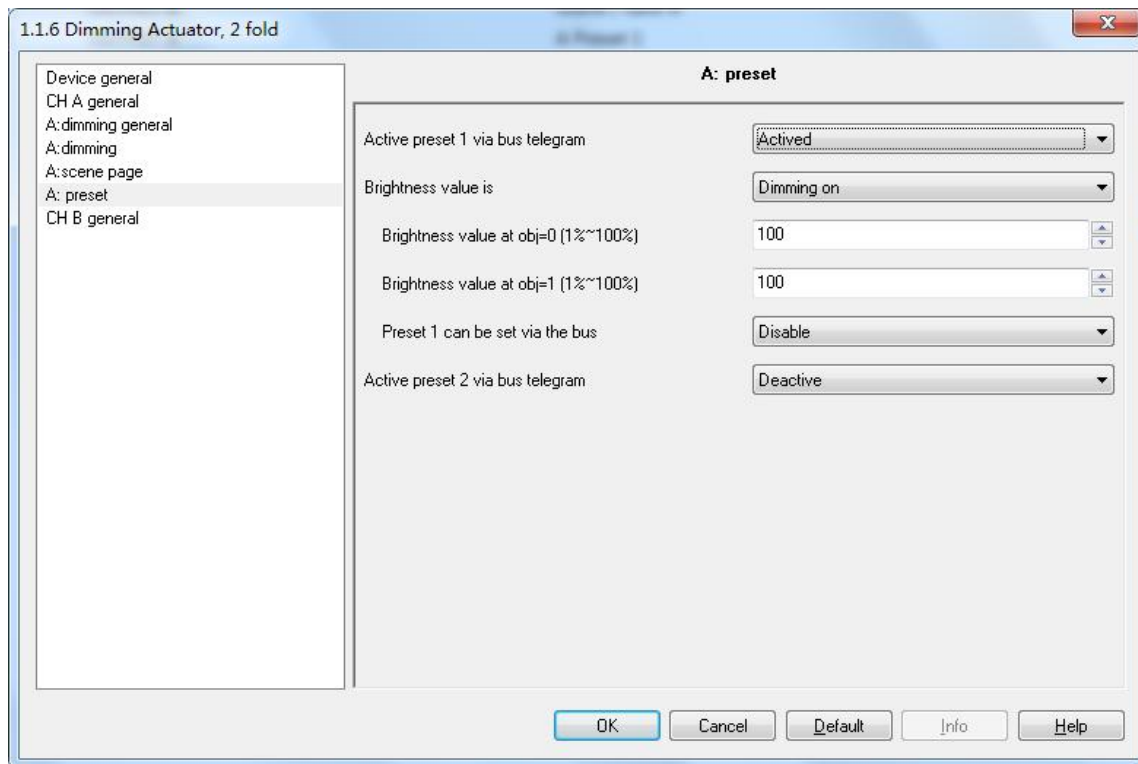 1.1.6 Dimming Actuator, 2 fold
Device general
CH A general
A:dimming general
A:dimming
A:scene page
A: preset
CH B general
A: preset
Active preset 1 via bus telegram Actived
Brightness value is Dimming on
Brightness value at obj=0 (1%~100%) 100
Brightness value at obj=1 (1%~100%) 100
Preset 1 can be set via the bus Disable
Active preset 2 via bus telegram Deactive
OK Cancel Default Info Help